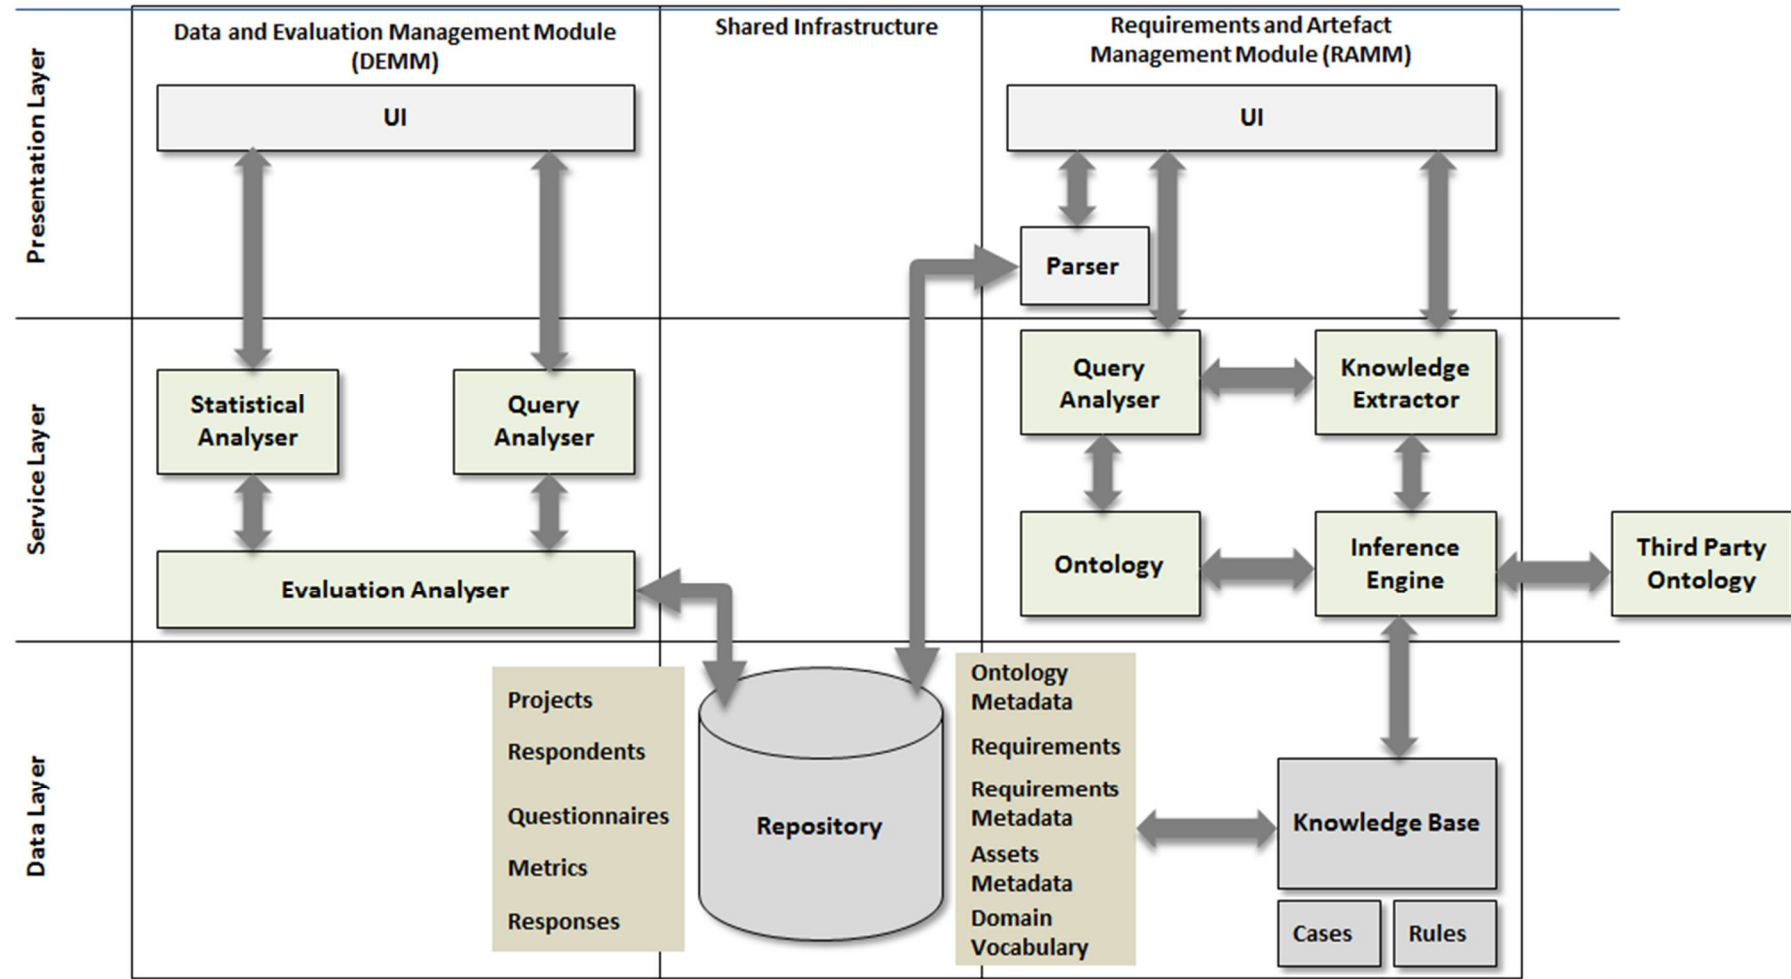 Data and Evaluation Management Module
(DEMM)
Shared Infrastructure
Requirements and Artefact
Management Module (RAMM)
Presentation Layer
UI
UI
Parser
Service Layer
Statistical
Analyser
Query
Analyser
Query
Analyser
Knowledge
Extractor
Evaluation Analyser
Ontology
Inference
Engine
Third Party
Ontology
Data Layer
Projects
Respondents
Questionnaires
Metrics
Responses
Repository
Ontology
Metadata
Requirements
Requirements
Metadata
Assets
Metadata
Domain
Vocabulary
Knowledge Base
Cases
Rules